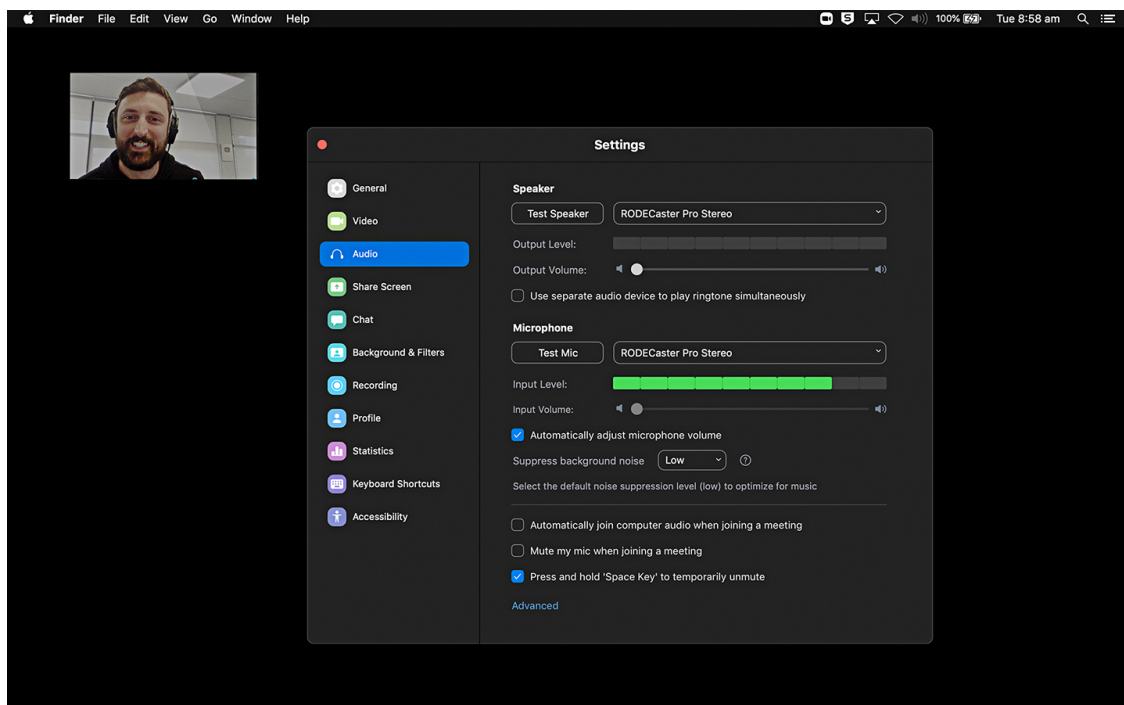 Finder File Edit View Go Window Help 100% Tue 8:58 am
Settings
General
Video
Audio
Share Screen
Chat
Background & Filters
Recording
Profile
Statistics
Keyboard Shortcuts
Accessibility
Speaker
Test Speaker RODECaster Pro Stereo
Output Level:
Output Volume:
Use separate audio device to play ringtone simultaneously
Microphone
Test Mic RODECaster Pro Stereo
Input Level:
Input Volume:
Automatically adjust microphone volume
Suppress background noise Low ?
Select the default noise suppression level (low) to optimize for music
Automatically join computer audio when joining a meeting
Mute my mic when joining a meeting
Press and hold 'Space Key' to temporarily unmute
Advanced